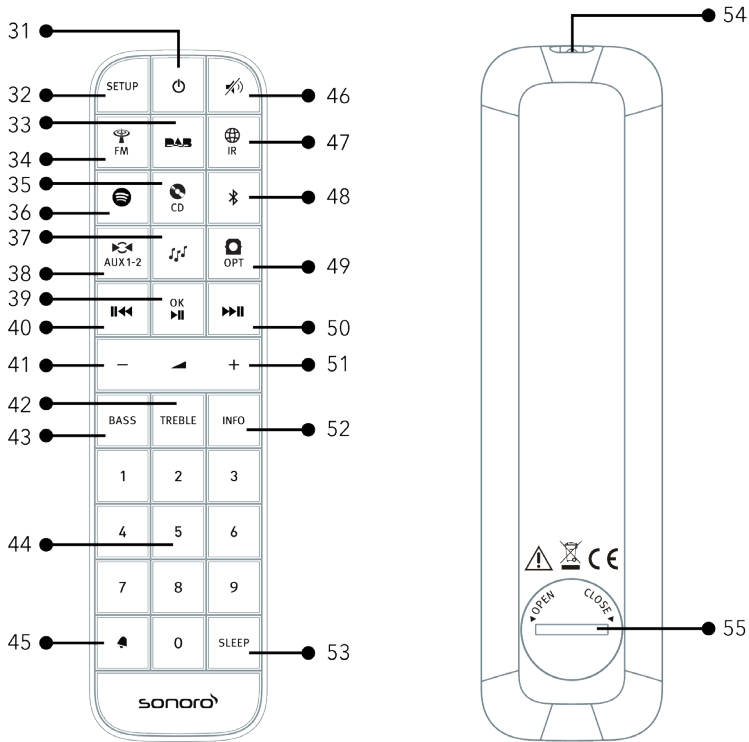 54
31
SETUP
32
46
33
FM
DAB
IR
47
34
35
CD
48
36
37
AUX1-2
OPT
38
49
39
OK
40
50
41
− +
51
42
BASS TREBLE INFO
43
52
1 2 3
44
4 5 6
CE
7 8 9
OPEN CLOSE
55
45
0 SLEEP
53
sonoro